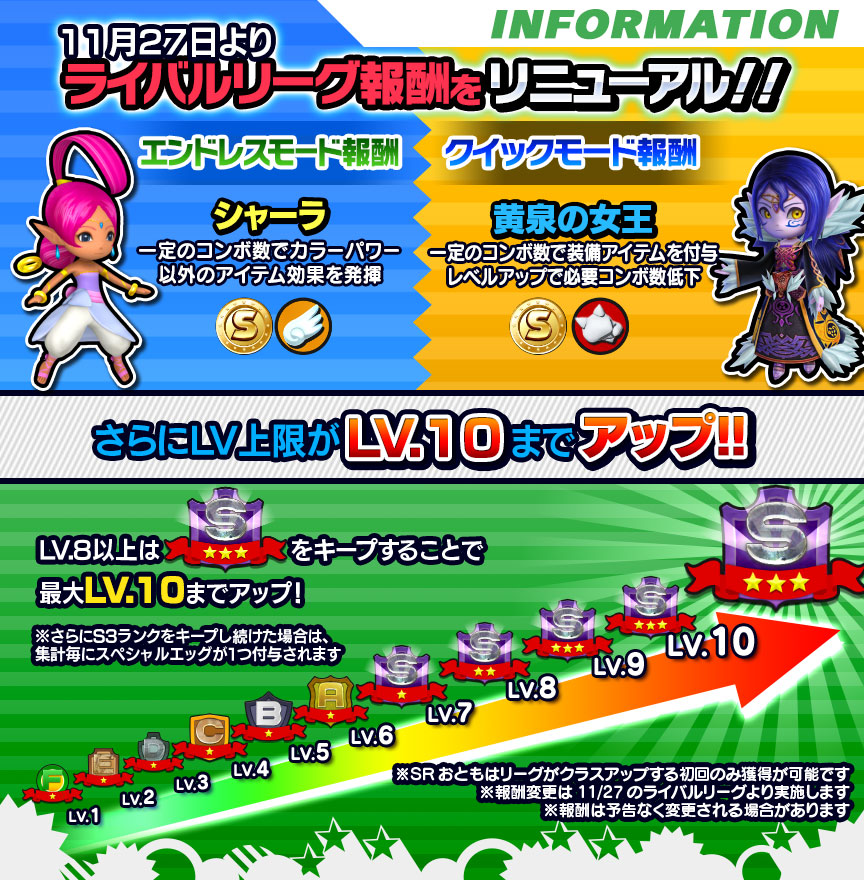 INFORMATION
11月27日より
ライバルリーグ報酬をリニューアル!!
エンドレスモード報酬
シャーラ
一定のコンボ数でカラーパワー
以外のアイテム効果を発揮
S
クイックモード報酬
黄泉の女王
一定のコンボ数で装備アイテムを付与
レベルアップで必要コンボ数低下
S
さらにLV上限がLV.10までアップ!!
LV.8以上は S をキープすることで
最大LV.10までアップ!
※さらにS3ランクをキープし続けた場合は、
集計毎にスペシャルエッグが1つ付与されます
S
F
E
D
C
B
A
S
S
S
S
LV.1
LV.2
LV.3
LV.4
LV.5
LV.6
LV.7
LV.8
LV.9
LV.10
※SRおともはリーグがクラスアップする初回のみ獲得が可能です
※報酬変更は 11/27 のライバルリーグより実施します
※報酬は予告なく変更される場合があります